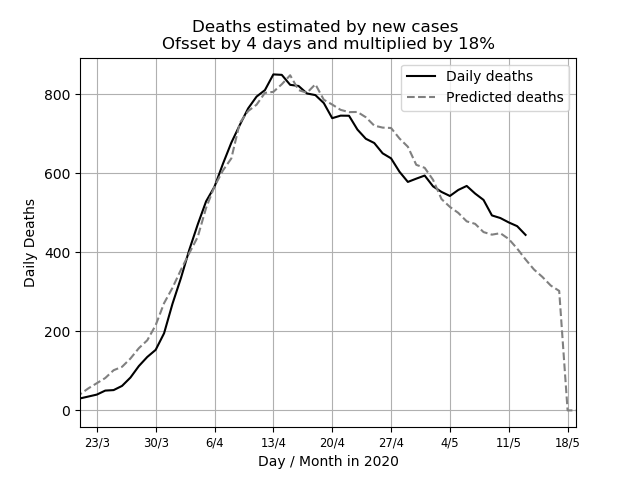 Deaths estimated by new cases
Ofsset by 4 days and multiplied by 18%
Daily deaths
Predicted deaths
Daily Deaths
800
600
400
200
0
23/3 30/3 6/4 13/4 20/4 27/4 4/5 11/5 18/5
Day / Month in 2020